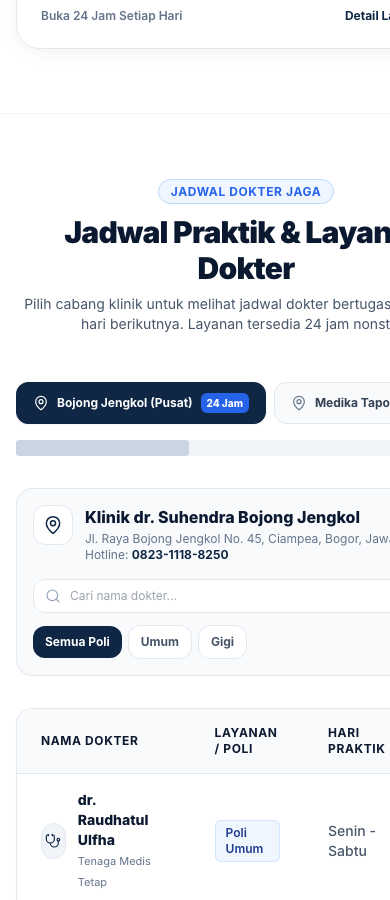 Buka 24 Jam Setiap Hari
Detail La
JADWAL DOKTER JAGA
Jadwal Praktik & Layan
Dokter
Pilih cabang klinik untuk melihat jadwal dokter bertugas
hari berikutnya. Layanan tersedia 24 jam nonst
Bojong Jengkol (Pusat) 24 Jam
Medika Tapo
Klinik dr. Suhendra Bojong Jengkol
Jl. Raya Bojong Jengkol No. 45, Ciampea, Bogor, Jawa
Hotline: 0823-1118-8250
Cari nama dokter...
Semua Poli
Umum
Gigi
NAMA DOKTER
LAYANAN
/ POLI
HARI
PRAKTIK
dr.
Raudhatul
Ulfha
Tenaga Medis
Tetap
Poli
Umum
Senin -
Sabtu